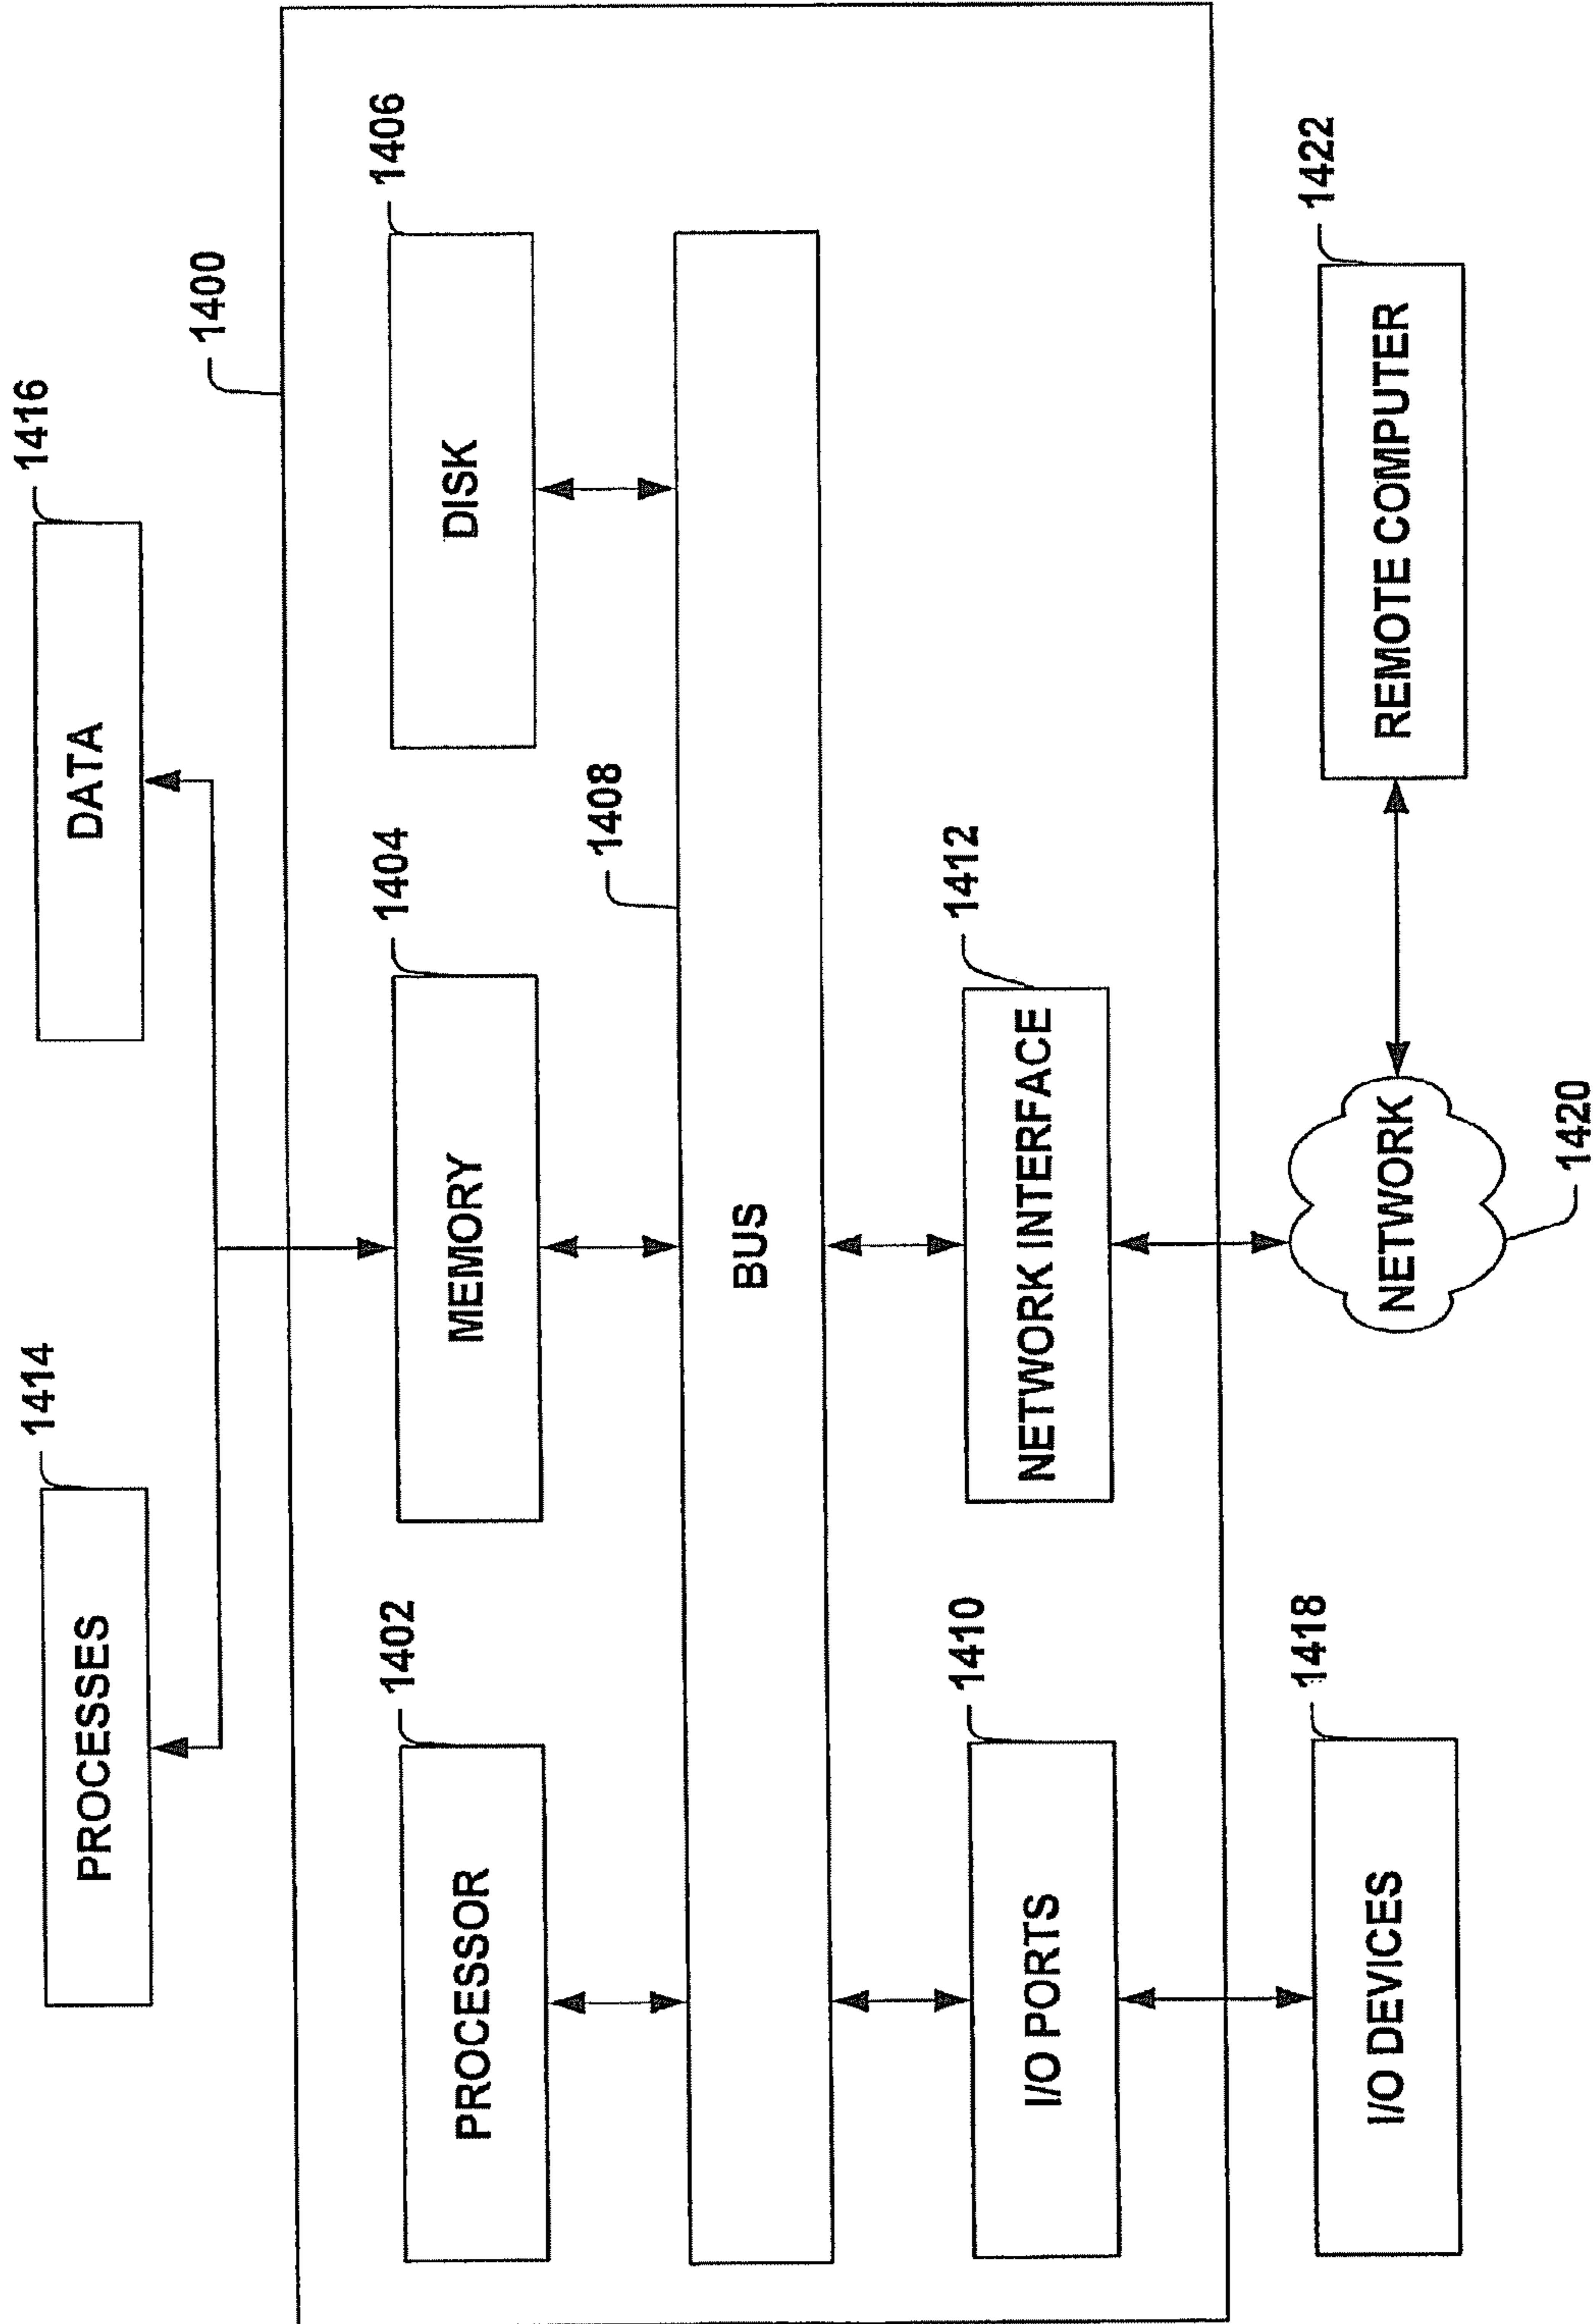 1414
PROCESSES
1416
DATA
1400
1402
PROCESSOR
1404
MEMORY
1406
DISK
1408
BUS
1410
I/O PORTS
1412
NETWORK INTERFACE
1418
I/O DEVICES
NETWORK
1420
1422
REMOTE COMPUTER